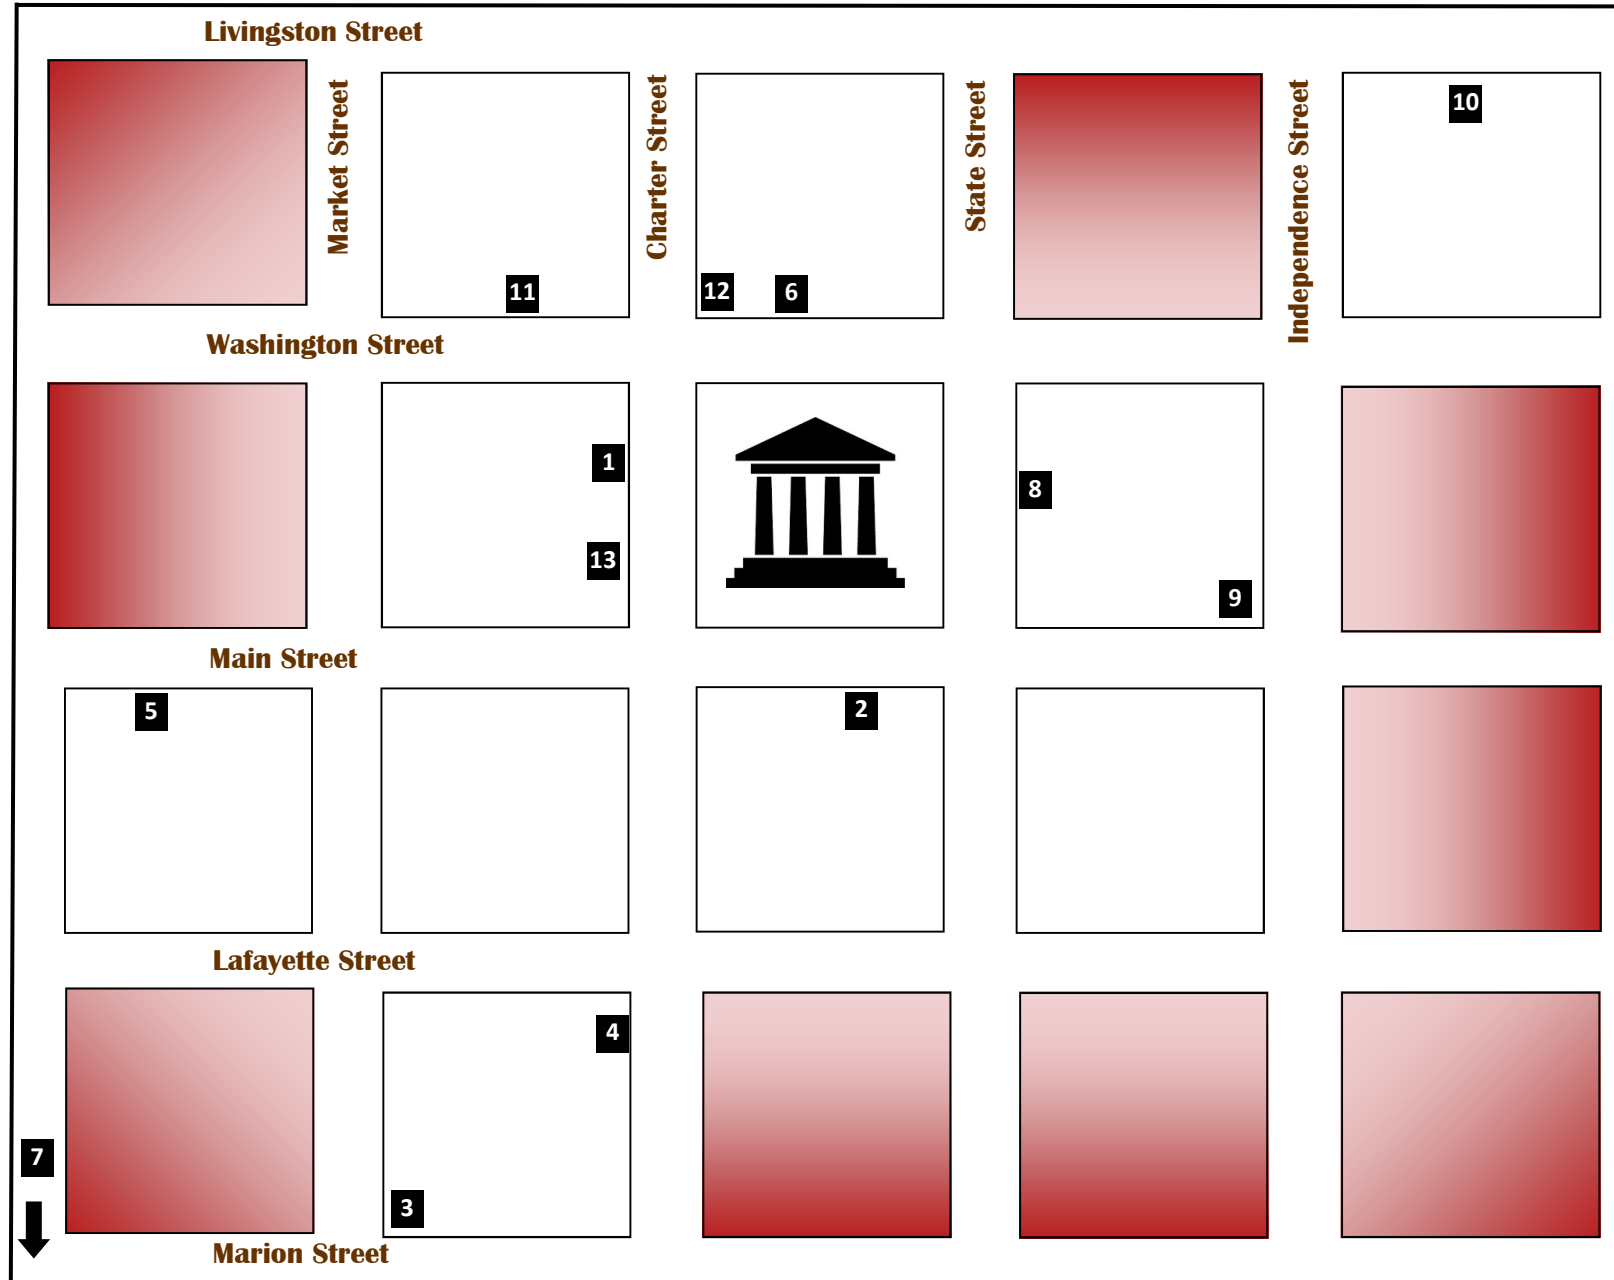 Livingston Street
Market Street
Charter Street
State Street
Independence Street
10
11
12
6
Washington Street
1
8
13
9
Main Street
5
2
Lafayette Street
4
7
3
Marion Street